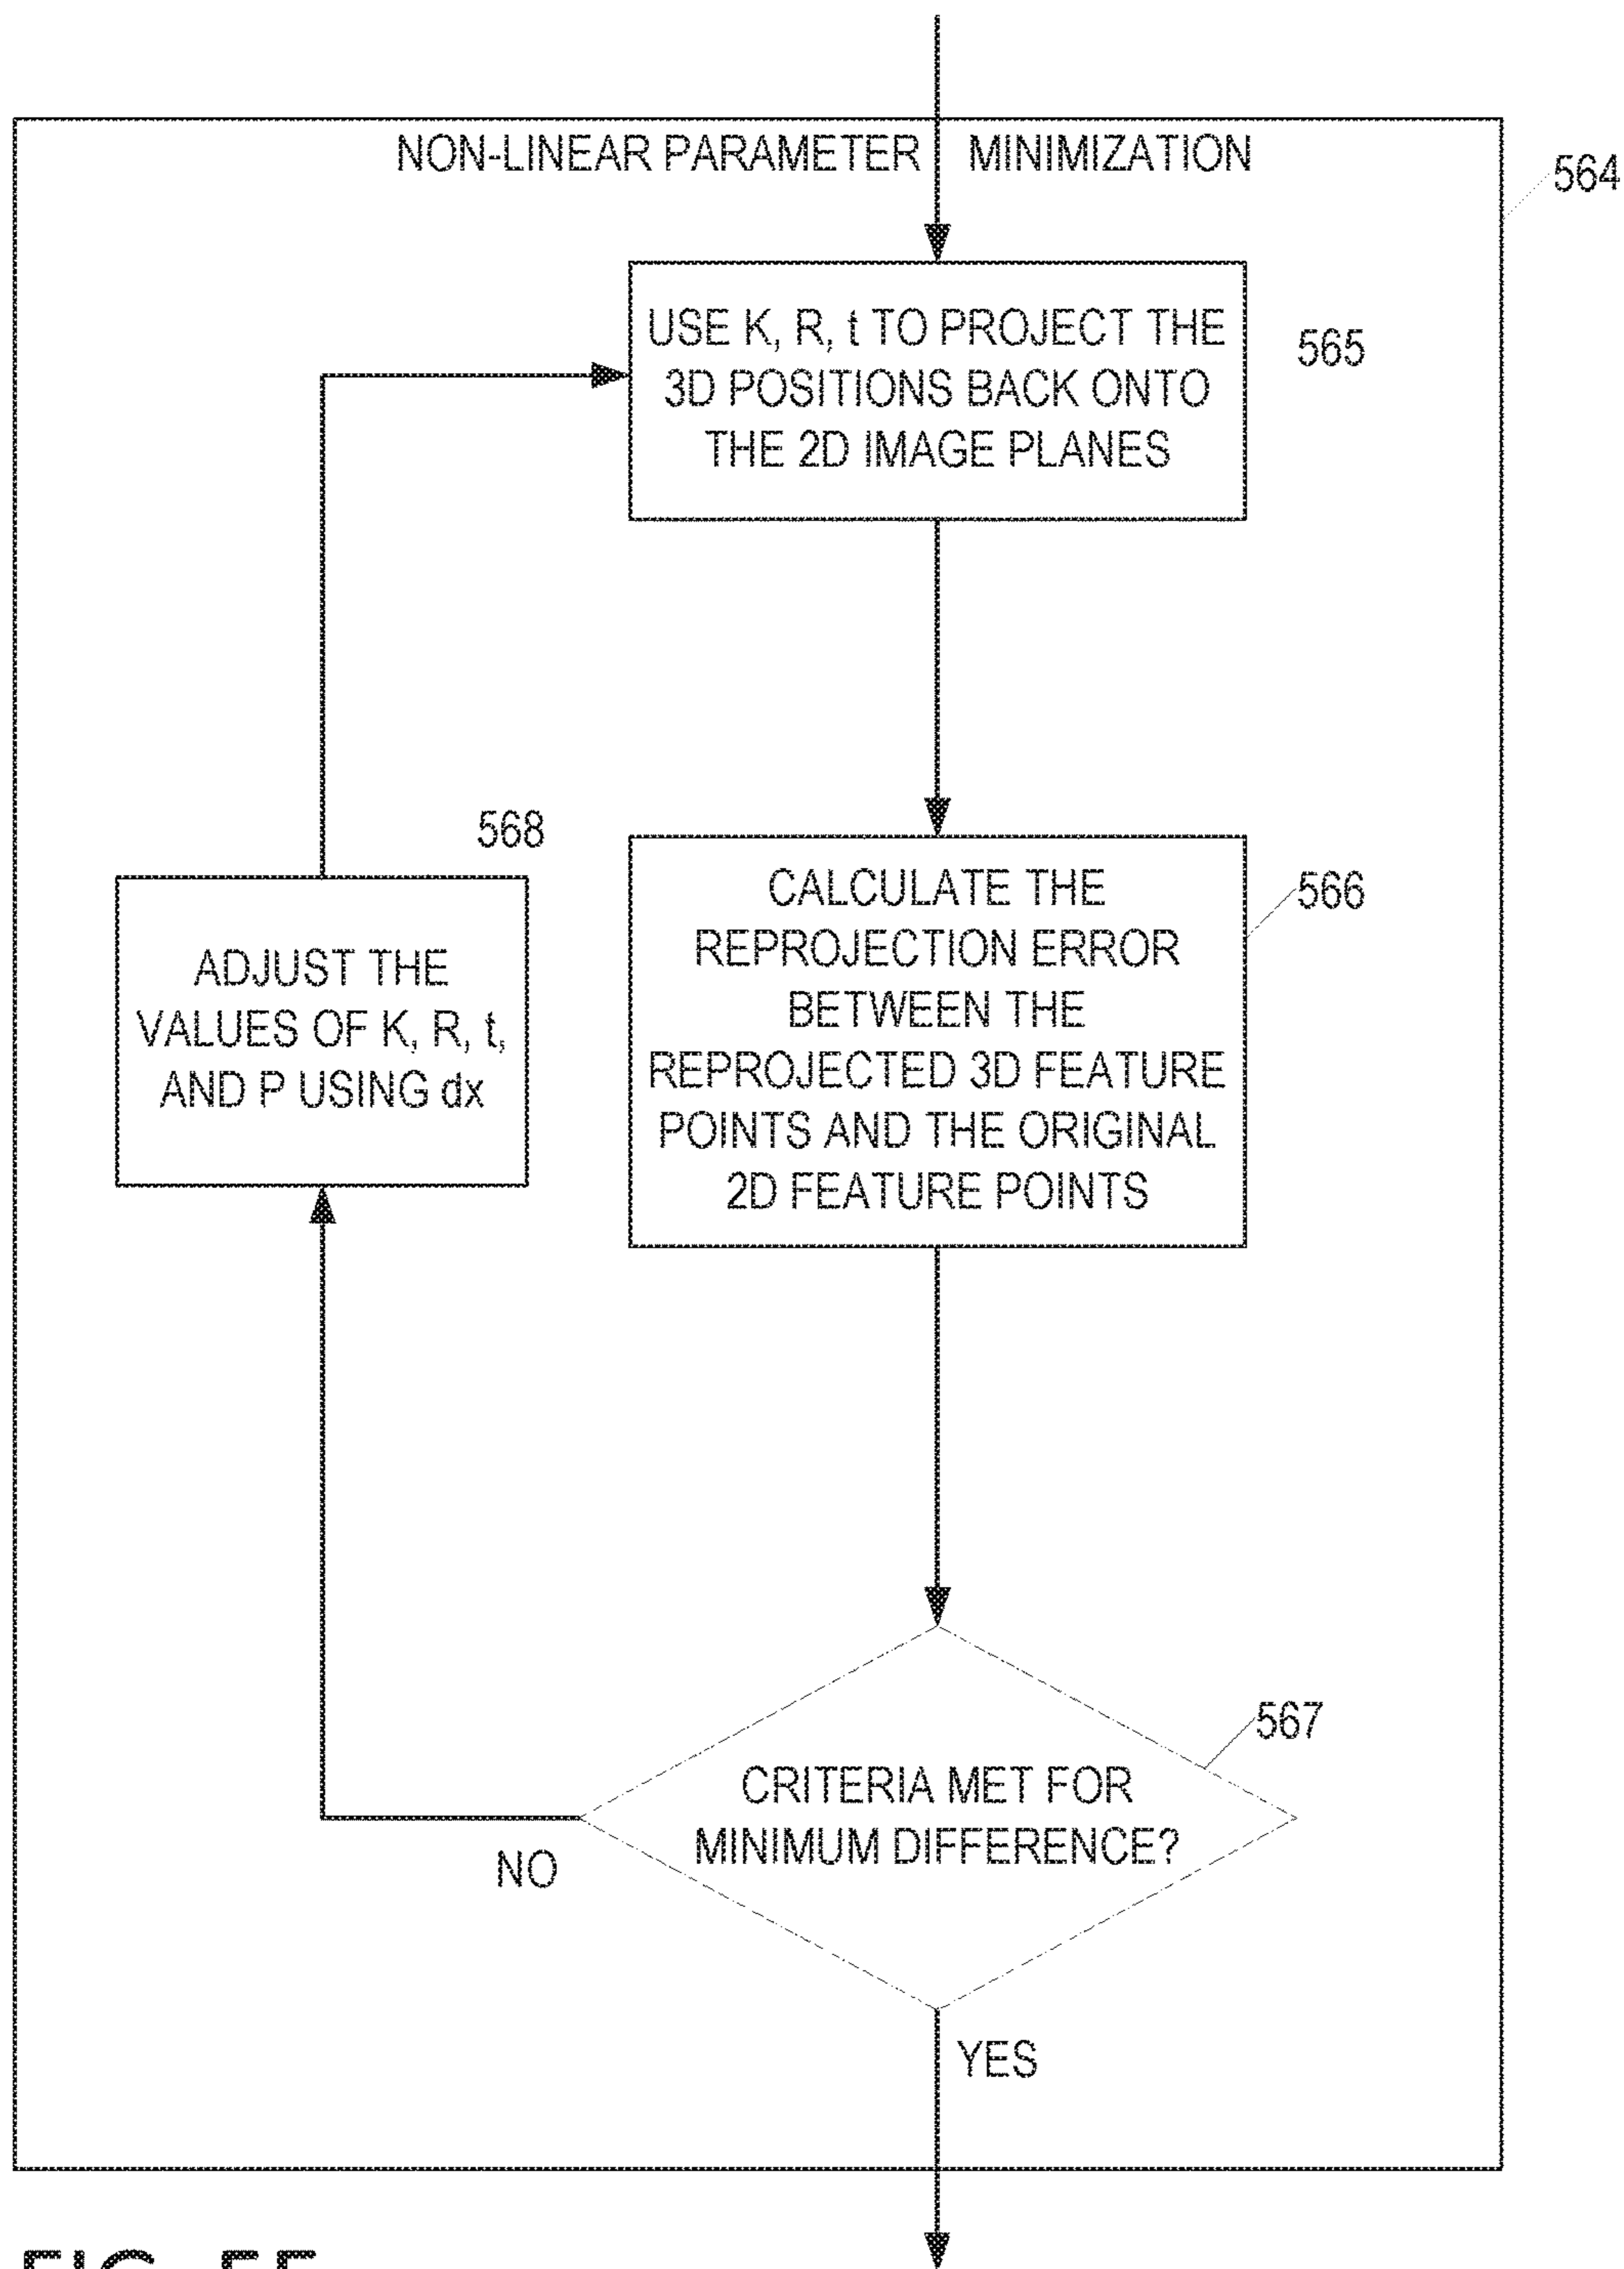 NON-LINEAR PARAMETER MINIMIZATION
564
USE K, R, t TO PROJECT THE
3D POSITIONS BACK ONTO
THE 2D IMAGE PLANES
565
568
ADJUST THE
VALUES OF K, R, t,
AND P USING dx
CALCULATE THE
REPROJECTION ERROR
BETWEEN THE
REPROJECTED 3D FEATURE
POINTS AND THE ORIGINAL
2D FEATURE POINTS
566
567
CRITERIA MET FOR
MINIMUM DIFFERENCE?
NO
YES
FIG.